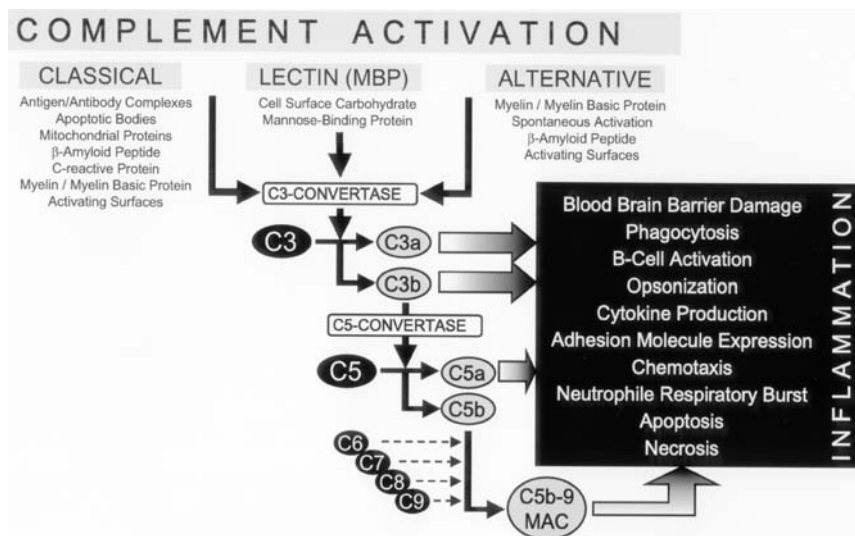 COMPLEMENT ACTIVATION
CLASSICAL
Antigen/Antibody Complexes
Apoptotic Bodies
Mitochondrial Proteins
β-Amyloid Peptide
C-reactive Protein
Myelin / Myelin Basic Protein
Activating Surfaces
LECTIN (MBP)
Cell Surface Carbohydrate
Mannose-Binding Protein
ALTERNATIVE
Myelin / Myelin Basic Protein
Spontaneous Activation
β-Amyloid Peptide
Activating Surfaces
C3-CONVERTASE
C3
C3a
C3b
C5-CONVERTASE
C5
C5a
C5b
C6
C7
C8
C9
C5b-9
MAC
Blood Brain Barrier Damage
Phagocytosis
B-Cell Activation
Opsonization
Cytokine Production
Adhesion Molecule Expression
Chemotaxis
Neutrophile Respiratory Burst
Apoptosis
Necrosis
INFLAMMATION